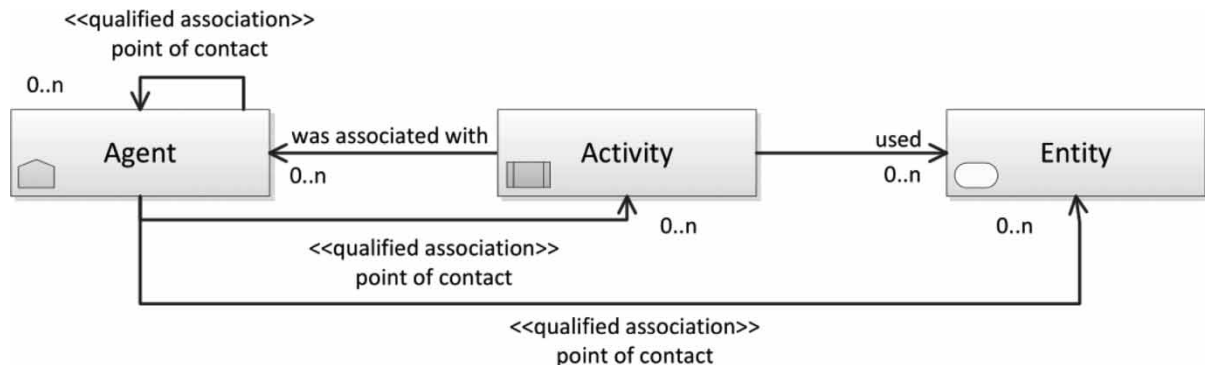 <<qualified association>>
point of contact
0..n
Agent
was associated with
0..n
Activity
used
0..n
Entity
0..n
0..n
<<qualified association>>
point of contact
<<qualified association>>
point of contact